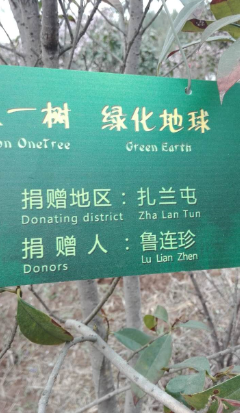 一树 绿化地球
OneTree Green Earth
捐赠地区：扎兰屯
Donating district Zha Lan Tun
捐赠人：鲁连珍
Donors Lu Lian Zhen